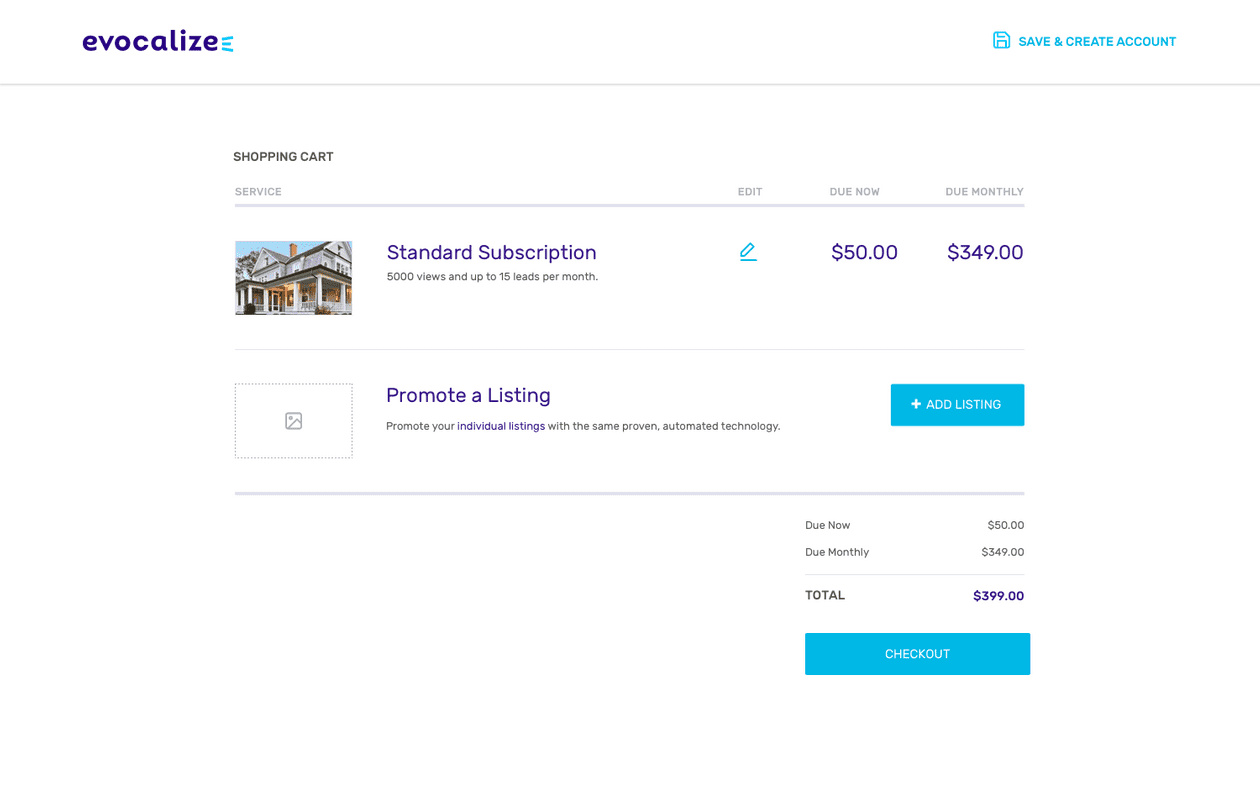 evocalize
SAVE & CREATE ACCOUNT
SHOPPING CART
SERVICE EDIT DUE NOW DUE MONTHLY
Standard Subscription $50.00 $349.00
5000 views and up to 15 leads per month.
Promote a Listing
+ ADD LISTING
Promote your individual listings with the same proven, automated technology.
Due Now $50.00
Due Monthly $349.00
TOTAL $399.00
CHECKOUT